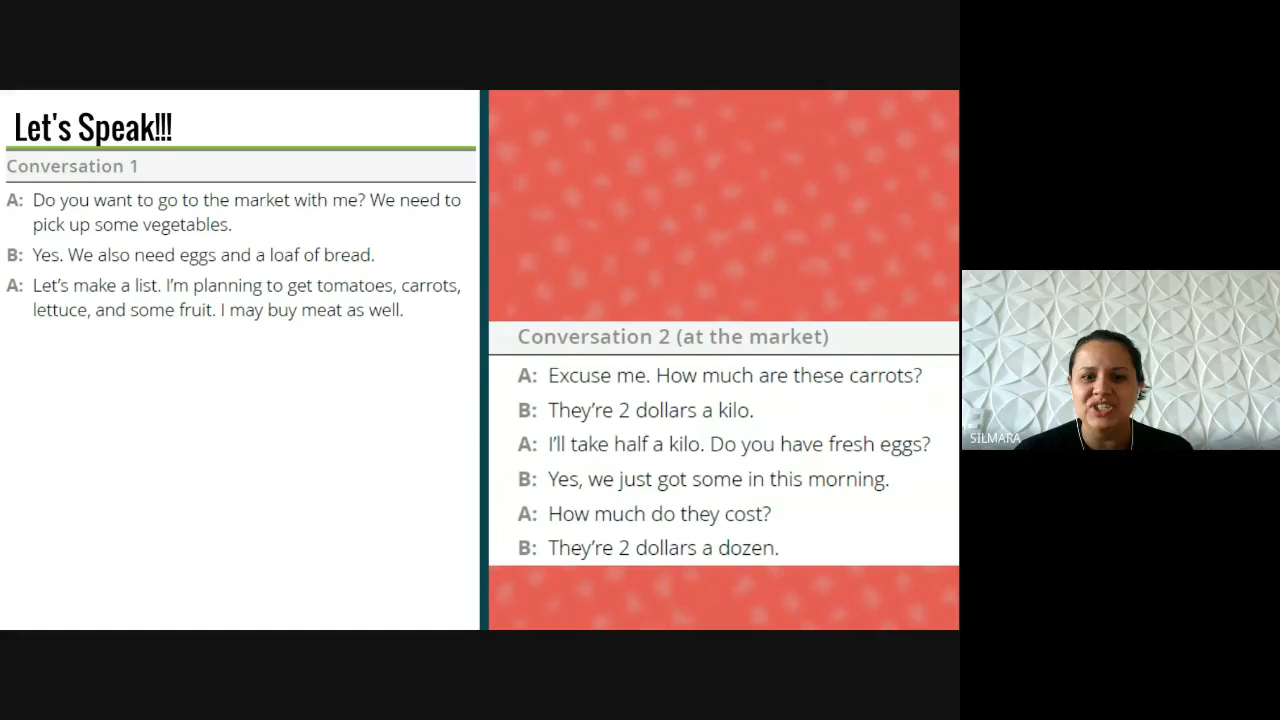 Let's Speak!!!
Conversation 1
A: Do you want to go to the market with me? We need to
pick up some vegetables.
B: Yes. We also need eggs and a loaf of bread.
A: Let's make a list. I'm planning to get tomatoes, carrots,
lettuce, and some fruit. I may buy meat as well.
Conversation 2 (at the market)
A: Excuse me. How much are these carrots?
B: They're 2 dollars a kilo.
A: I'll take half a kilo. Do you have fresh eggs?
B: Yes, we just got some in this morning.
A: How much do they cost?
B: They're 2 dollars a dozen.
SILMARA